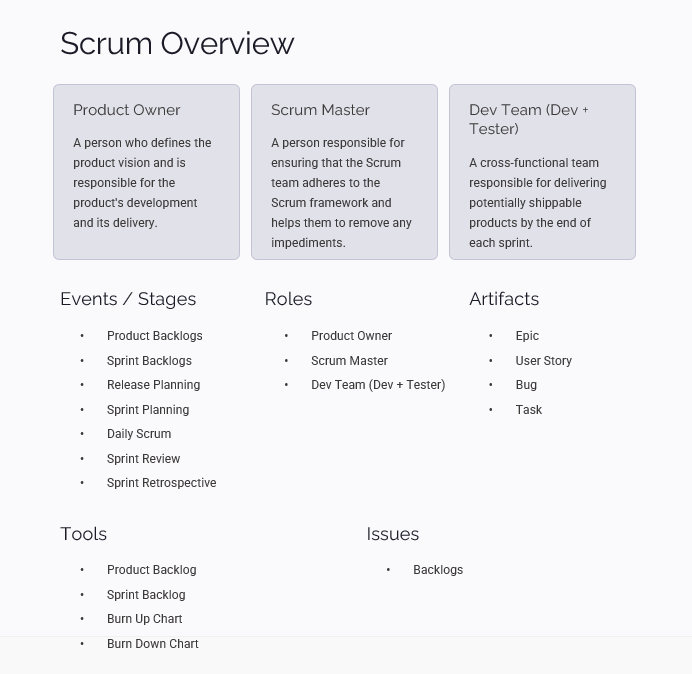 Scrum Overview
Product Owner
A person who defines the
product vision and is
responsible for the
product's development
and its delivery.
Scrum Master
A person responsible for
ensuring that the Scrum
team adheres to the
Scrum framework and
helps them to remove any
impediments.
Dev Team (Dev +
Tester)
A cross-functional team
responsible for delivering
potentially shippable
products by the end of
each sprint.
Events / Stages
• Product Backlogs
• Sprint Backlogs
• Release Planning
• Sprint Planning
• Daily Scrum
• Sprint Review
• Sprint Retrospective
Roles
• Product Owner
• Scrum Master
• Dev Team (Dev + Tester)
Artifacts
• Epic
• User Story
• Bug
• Task
Tools
• Product Backlog
• Sprint Backlog
• Burn Up Chart
• Burn Down Chart
Issues
• Backlogs